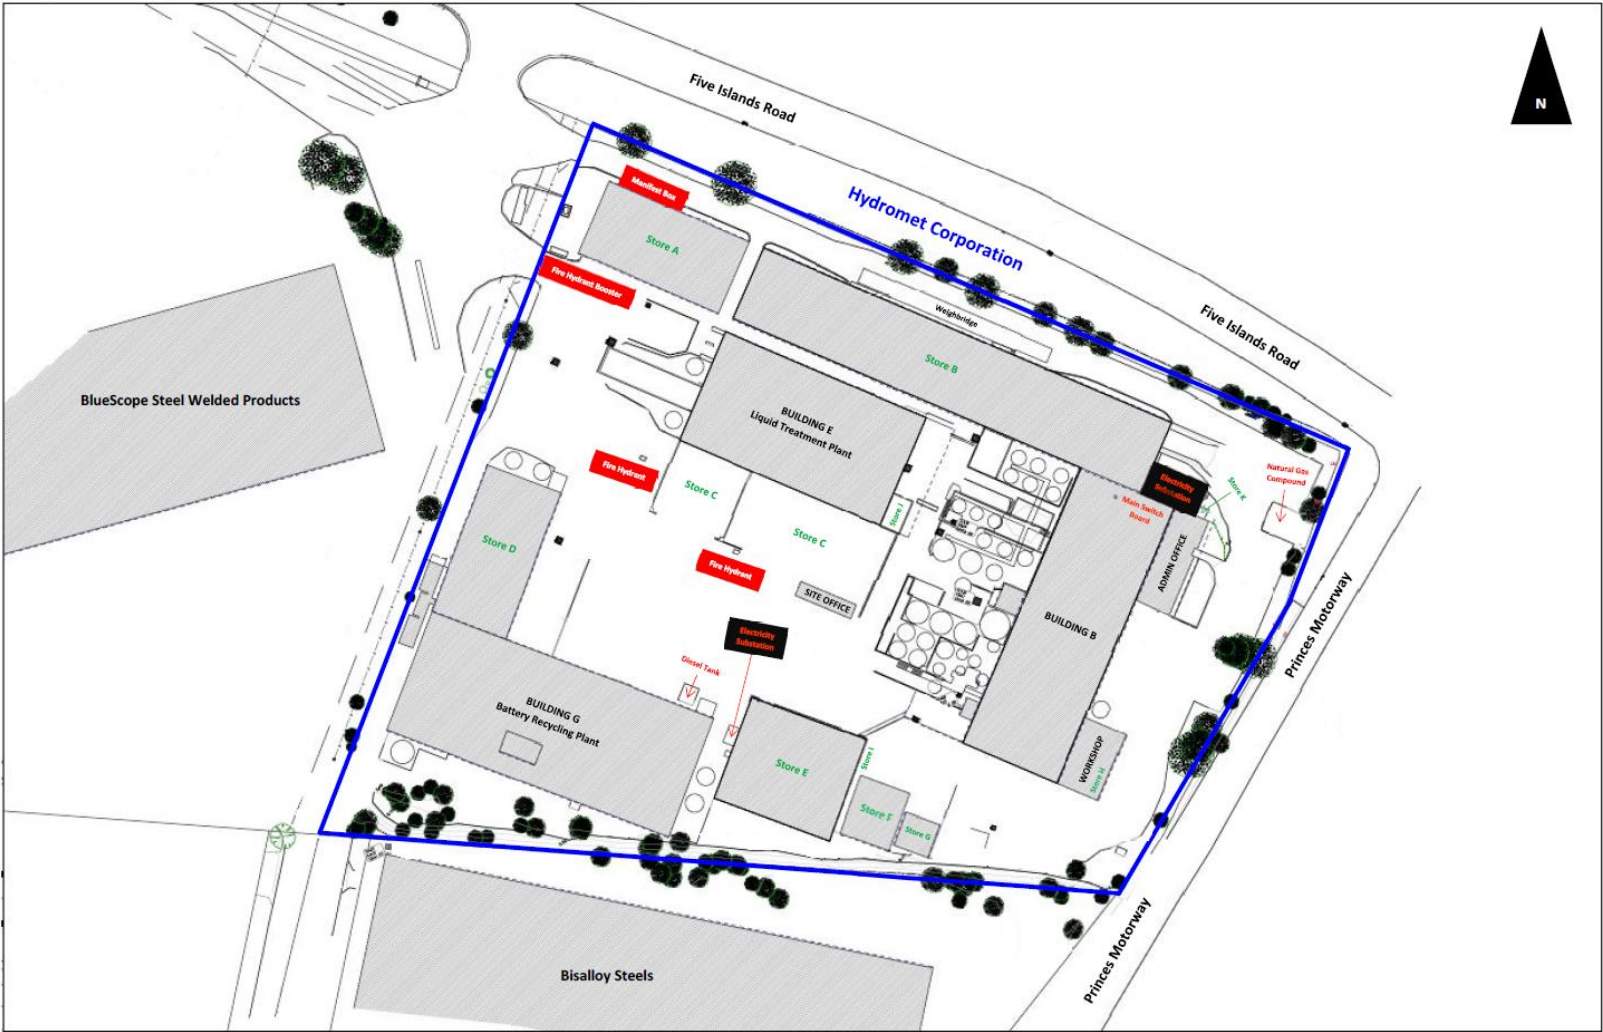 Five Islands Road
N
Hydromet Corporation
Manifest Box
Store A
Fire Hydrant Booster
Weighbridge
Five Islands Road
Store B
BlueScope Steel Welded Products
BUILDING E
Liquid Treatment Plant
Fire Hydrant
Store C
Electricity
Substation
Main Switch
Board
Store K
Natural Gas
Compound
Store J
Store C
Store D
Fire Hydrant
ADMIN OFFICE
SITE OFFICE
BUILDING B
Princes Motorway
Electricity
Substation
Diesel Tank
BUILDING G
Battery Recycling Plant
Store E
Store I
WORKSHOP
Store H
Store F
Store G
Princes Motorway
Bisalloy Steels